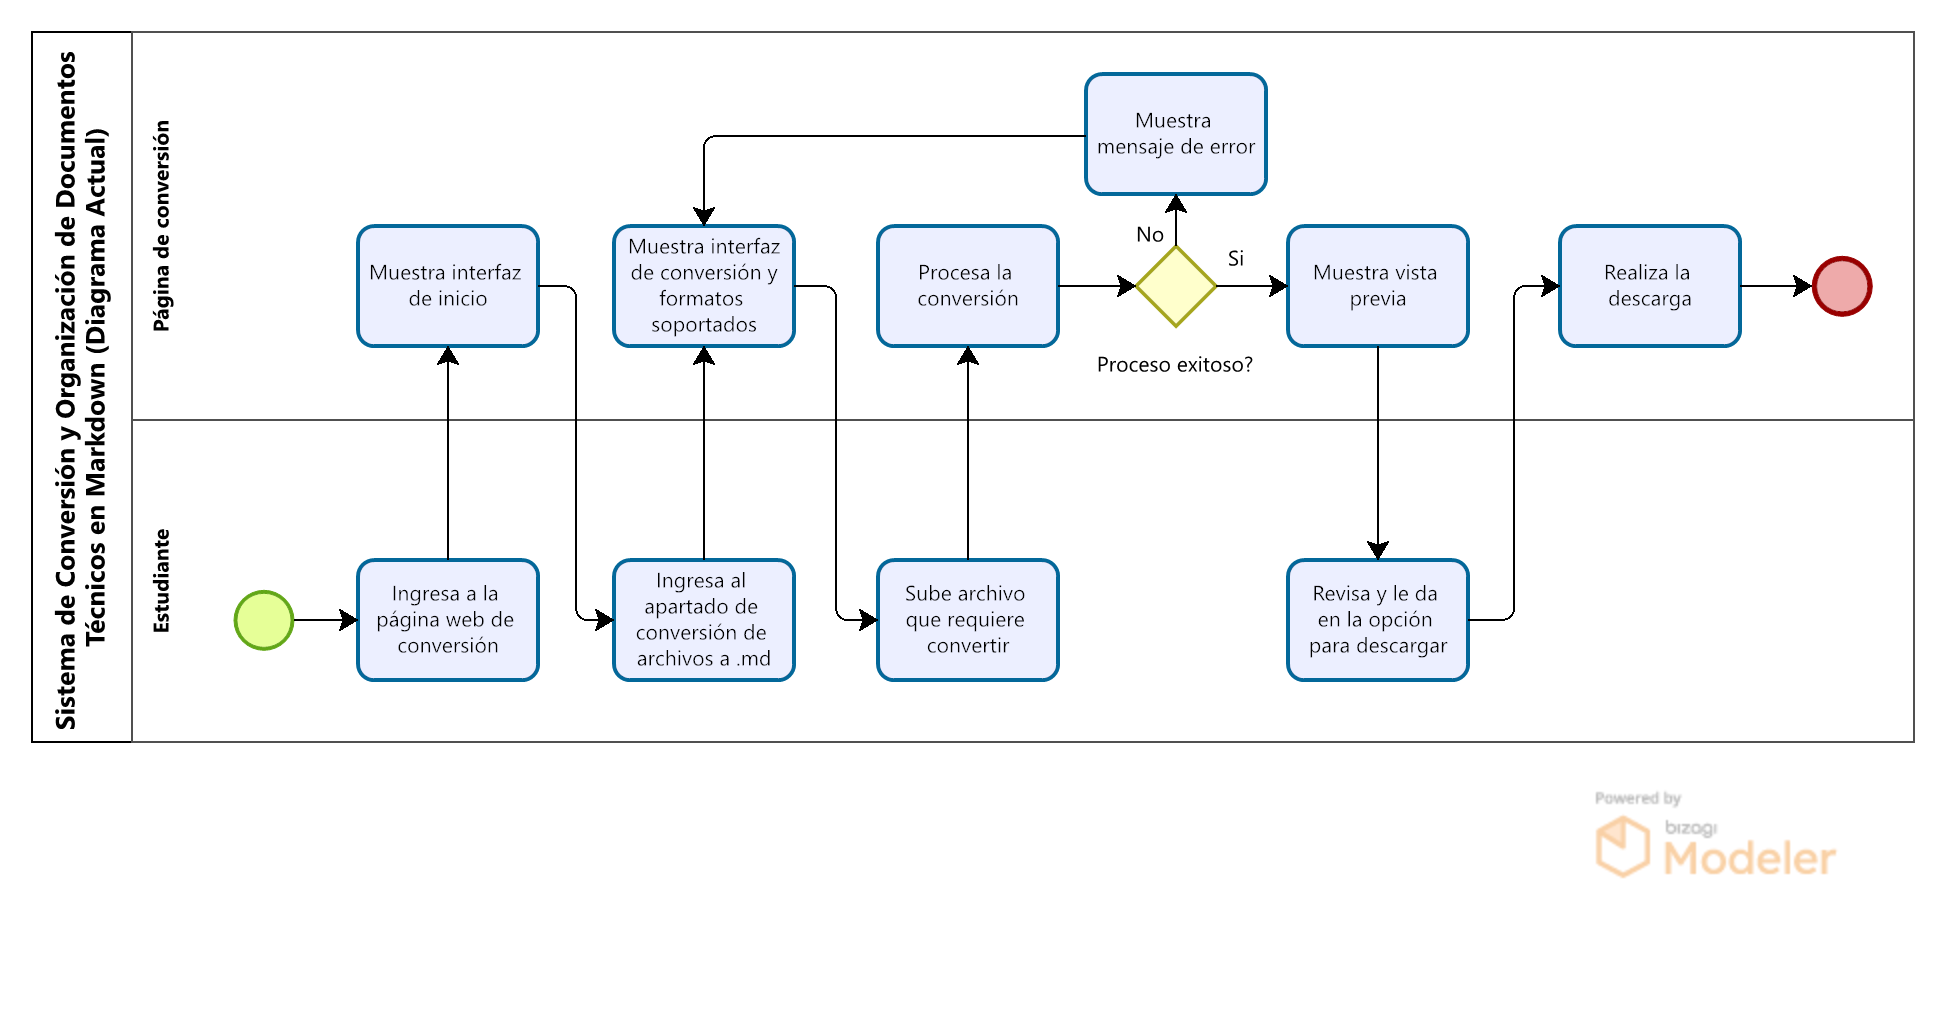 Sistema de Conversión y Organización de Documentos
Técnicos en Markdown (Diagrama Actual)
Página de conversión
Muestra
mensaje de error
Muestra interfaz
de inicio
Muestra interfaz
de conversión y
formatos
soportados
Procesa la
conversión
No
Si
Proceso exitoso?
Muestra vista
previa
Realiza la
descarga
Estudiante
Ingresa a la
página web de
conversión
Ingresa al
apartado de
conversión de
archivos a .md
Sube archivo
que requiere
convertir
Revisa y le da
en la opción
para descargar
Powered by
bizagi
Modeler